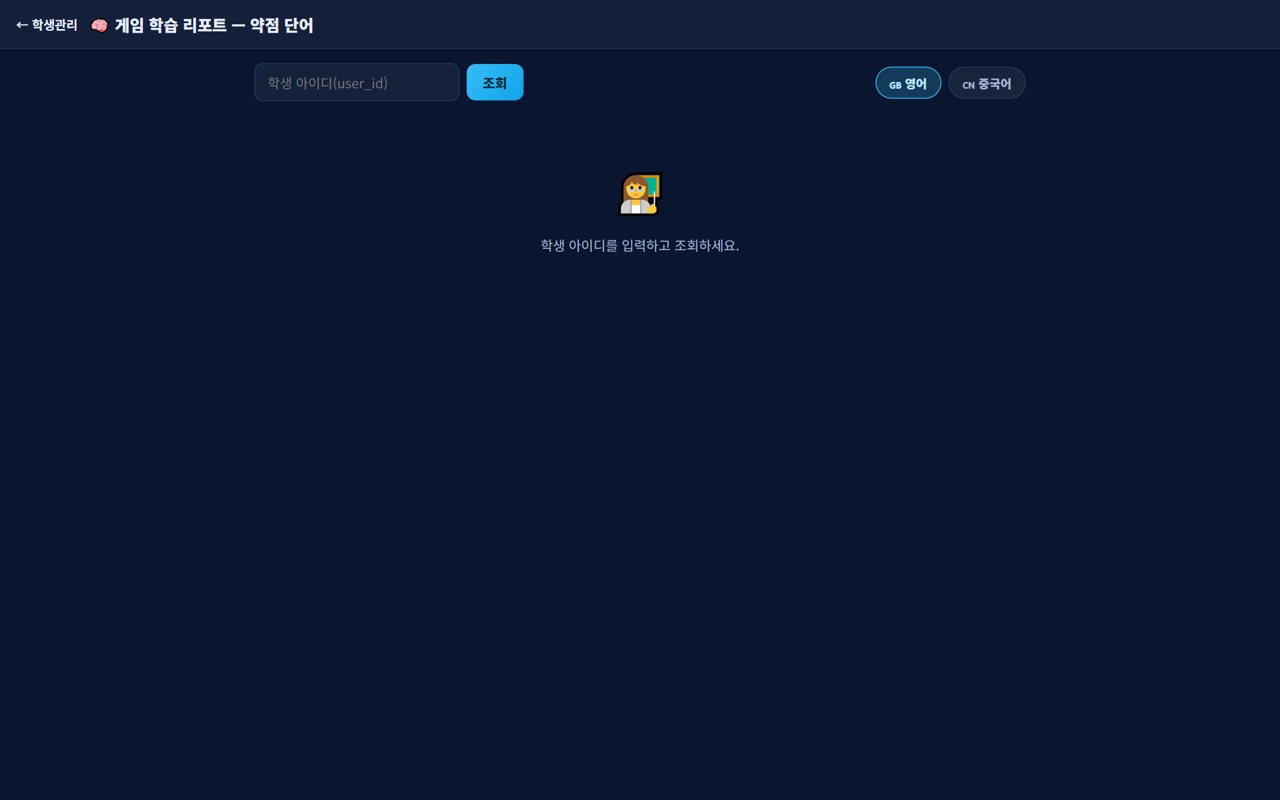 ← 학생관리 🧠 게임 학습 리포트 — 약점 단어
학생 아이디(user_id) 조회 GB 영어 CN 중국어
학생 아이디를 입력하고 조회하세요.